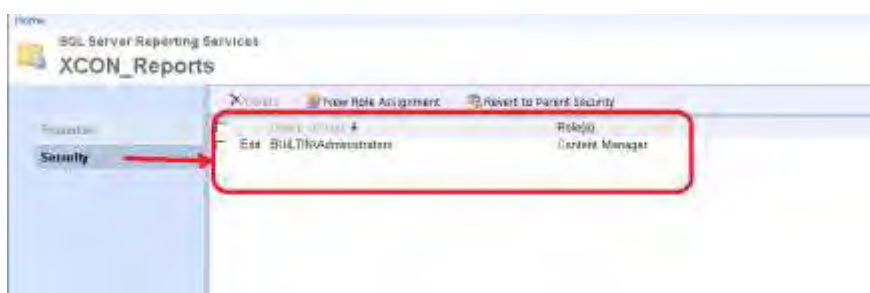 Home
SQL Server Reporting Services
XCON_Reports
Delete New Role Assignment Revert to Parent Security
Properties
Role(s)
Security
Edit BUILTIN\Administrators Content Manager